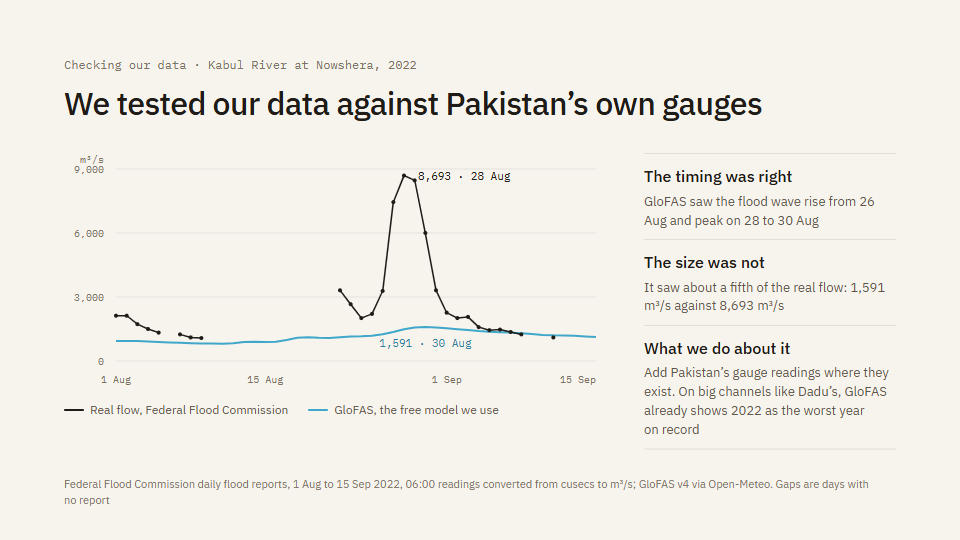 Checking our data · Kabul River at Nowshera, 2022
We tested our data against Pakistan’s own gauges
m³/s
9,000
6,000
3,000
0
8,693 · 28 Aug
1,591 · 30 Aug
1 Aug
15 Aug
1 Sep
15 Sep
Real flow, Federal Flood Commission
GloFAS, the free model we use
The timing was right
GloFAS saw the flood wave rise from 26
Aug and peak on 28 to 30 Aug
The size was not
It saw about a fifth of the real flow: 1,591
m³/s against 8,693 m³/s
What we do about it
Add Pakistan’s gauge readings where they
exist. On big channels like Dadu’s, GloFAS
already shows 2022 as the worst year
on record
Federal Flood Commission daily flood reports, 1 Aug to 15 Sep 2022, 06:00 readings converted from cusecs to m³/s; GloFAS v4 via Open-Meteo. Gaps are days with
no report